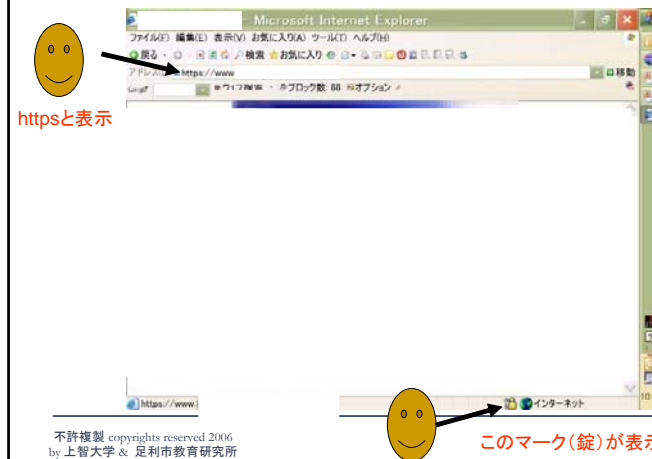 Microsoft Internet Explorer
ファイル(F) 編集(E) 表示(V) お気に入り(A) ツール(T) ヘルプ(H)
戻る 検索 お気に入り
アドレス https://www 移動
ブロック数: 88 オプション
httpsと表示
https://www.
インターネット
不許複製 copyrights reserved 2006
by 上智大学 & 足利市教育研究所
このマーク(錠)が表示